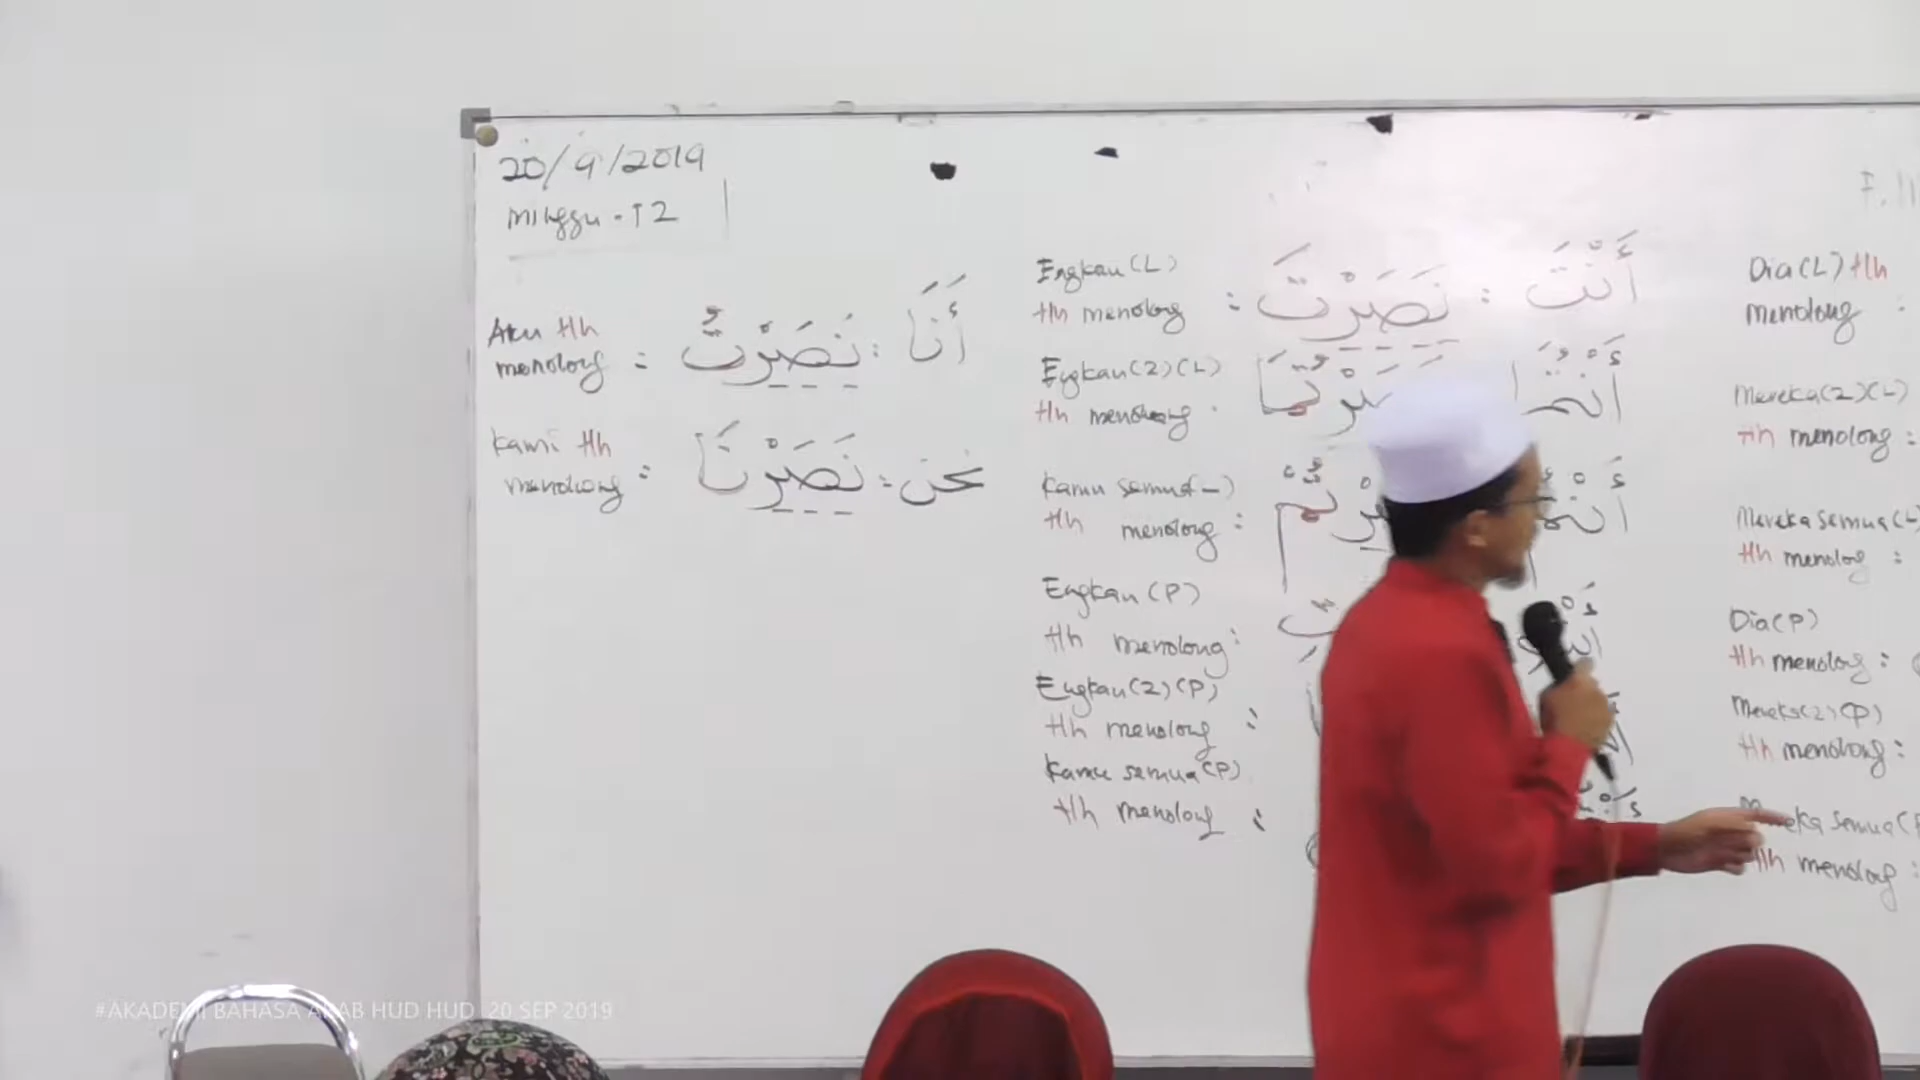 20/9/2019
Minggu - 12
Aku tlh
menolong : نَصَرْتُ : أَنَا
Kami tlh
menolong : نَصَرْنَا : نحن
Engkau (L)
tlh menolong : نَصَرْتَ : أَنْتَ
Engkau (2) (L)
tlh menolong
Kamu semua
tlh menolong :
Engkau (P)
tlh menolong :
Engkau (2) (P)
tlh menolong :
Kamu semua (P)
tlh menolong :
Dia (L) tlh
menolong :
Mereka (2) (L)
tlh menolong :
Mereka semua (L
tlh menolong :
Dia (P)
tlh menolong :
Mereka (2) (P)
tlh menolong :
semua (P
tlh menolong :
#AKADEMI BAHASA ARAB HUD HUD 20 SEP 2019